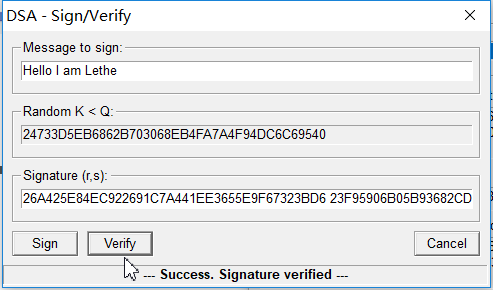 DSA - Sign/Verify
Message to sign:
Hello I am Lethe
Random K < Q:
24733D5EB6862B703068EB4FA7A4F94DC6C69540
Signature (r,s):
26A425E84EC922691C7A441EE3655E9F67323BD6 23F95906B05B93682CD
Sign Verify Cancel
--- Success. Signature verified ---